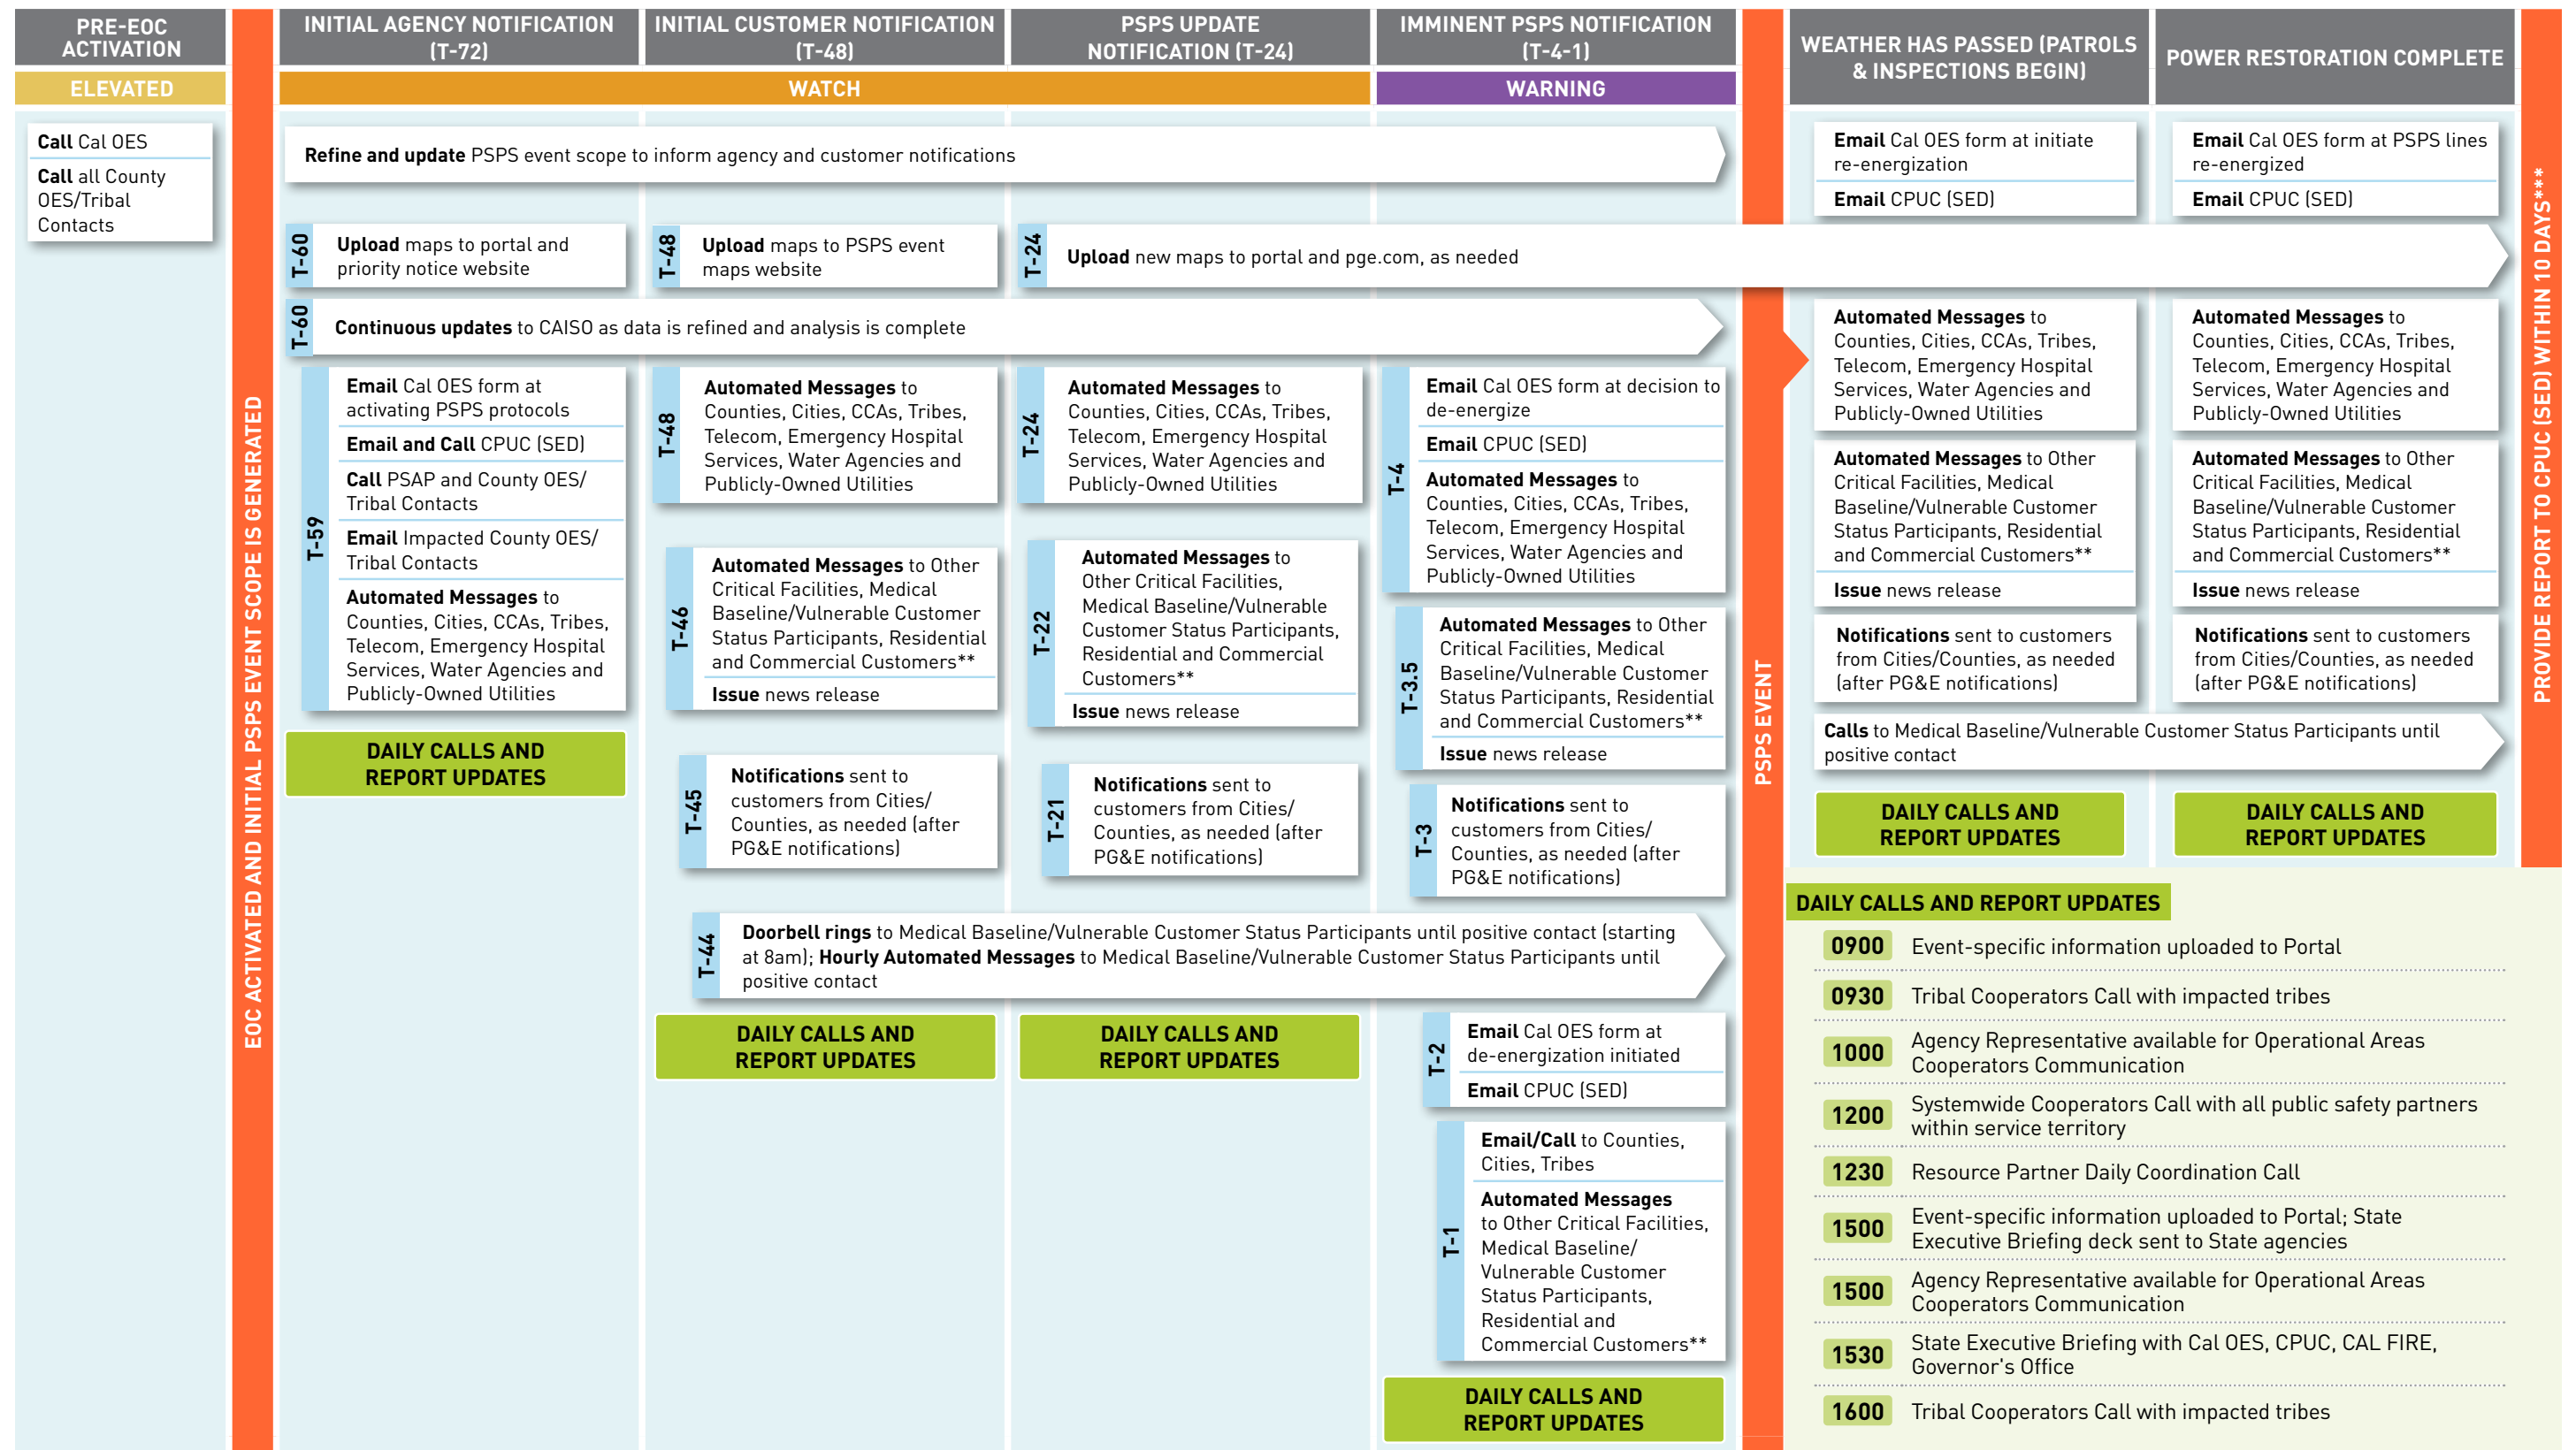 PRE-EOC
ACTIVATION
ELEVATED
Call Cal OES
Call all County
OES/Tribal
Contacts
EOC ACTIVATED AND INITIAL PSPS EVENT SCOPE IS GENERATED
INITIAL AGENCY NOTIFICATION
(T-72)
INITIAL CUSTOMER NOTIFICATION
(T-48)
PSPS UPDATE
NOTIFICATION (T-24)
WATCH
IMMINENT PSPS NOTIFICATION
(T-4-1)
WARNING
Refine and update PSPS event scope to inform agency and customer notifications
T-60
Upload maps to portal and
priority notice website
T-48
Upload maps to PSPS event
maps website
T-24
Upload new maps to portal and pge.com, as needed
T-60
Continuous updates to CAISO as data is refined and analysis is complete
T-59
Email Cal OES form at
activating PSPS protocols
Email and Call CPUC (SED)
Call PSAP and County OES/
Tribal Contacts
Email Impacted County OES/
Tribal Contacts
Automated Messages to
Counties, Cities, CCAs, Tribes,
Telecom, Emergency Hospital
Services, Water Agencies and
Publicly-Owned Utilities
DAILY CALLS AND
REPORT UPDATES
T-48
Automated Messages to
Counties, Cities, CCAs, Tribes,
Telecom, Emergency Hospital
Services, Water Agencies and
Publicly-Owned Utilities
T-46
Automated Messages to Other
Critical Facilities, Medical
Baseline/Vulnerable Customer
Status Participants, Residential
and Commercial Customers**
Issue news release
T-45
Notifications sent to
customers from Cities/
Counties, as needed (after
PG&E notifications)
T-24
Automated Messages to
Counties, Cities, CCAs, Tribes,
Telecom, Emergency Hospital
Services, Water Agencies and
Publicly-Owned Utilities
T-22
Automated Messages to
Other Critical Facilities,
Medical Baseline/Vulnerable
Customer Status Participants,
Residential and Commercial
Customers**
Issue news release
T-21
Notifications sent to
customers from Cities/
Counties, as needed (after
PG&E notifications)
T-4
Email Cal OES form at decision to
de-energize
Email CPUC (SED)
Automated Messages to
Counties, Cities, CCAs, Tribes,
Telecom, Emergency Hospital
Services, Water Agencies and
Publicly-Owned Utilities
T-3.5
Automated Messages to Other
Critical Facilities, Medical
Baseline/Vulnerable Customer
Status Participants, Residential
and Commercial Customers**
Issue news release
T-3
Notifications sent to
customers from Cities/
Counties, as needed (after
PG&E notifications)
T-44
Doorbell rings to Medical Baseline/Vulnerable Customer Status Participants until positive contact (starting
at 8am); Hourly Automated Messages to Medical Baseline/Vulnerable Customer Status Participants until
positive contact
DAILY CALLS AND
REPORT UPDATES
DAILY CALLS AND
REPORT UPDATES
T-2
Email Cal OES form at
de-energization initiated
Email CPUC (SED)
T-1
Email/Call to Counties,
Cities, Tribes
Automated Messages
to Other Critical Facilities,
Medical Baseline/
Vulnerable Customer
Status Participants,
Residential and
Commercial Customers**
DAILY CALLS AND
REPORT UPDATES
PSPS EVENT
WEATHER HAS PASSED (PATROLS
& INSPECTIONS BEGIN)
Email Cal OES form at initiate
re-energization
Email CPUC (SED)
Automated Messages to
Counties, Cities, CCAs, Tribes,
Telecom, Emergency Hospital
Services, Water Agencies and
Publicly-Owned Utilities
Automated Messages to Other
Critical Facilities, Medical
Baseline/Vulnerable Customer
Status Participants, Residential
and Commercial Customers**
Issue news release
Notifications sent to customers
from Cities/Counties, as needed
(after PG&E notifications)
POWER RESTORATION COMPLETE
Email Cal OES form at PSPS lines
re-energized
Email CPUC (SED)
Automated Messages to
Counties, Cities, CCAs, Tribes,
Telecom, Emergency Hospital
Services, Water Agencies and
Publicly-Owned Utilities
Automated Messages to Other
Critical Facilities, Medical
Baseline/Vulnerable Customer
Status Participants, Residential
and Commercial Customers**
Issue news release
Notifications sent to customers
from Cities/Counties, as needed
(after PG&E notifications)
Calls to Medical Baseline/Vulnerable Customer Status Participants until
positive contact
DAILY CALLS AND
REPORT UPDATES
DAILY CALLS AND
REPORT UPDATES
PROVIDE REPORT TO CPUC (SED) WITHIN 10 DAYS***
DAILY CALLS AND REPORT UPDATES
0900 Event-specific information uploaded to Portal
0930 Tribal Cooperators Call with impacted tribes
1000 Agency Representative available for Operational Areas
Cooperators Communication
1200 Systemwide Cooperators Call with all public safety partners
within service territory
1230 Resource Partner Daily Coordination Call
1500 Event-specific information uploaded to Portal; State
Executive Briefing deck sent to State agencies
1500 Agency Representative available for Operational Areas
Cooperators Communication
1530 State Executive Briefing with Cal OES, CPUC, CAL FIRE,
Governor's Office
1600 Tribal Cooperators Call with impacted tribes